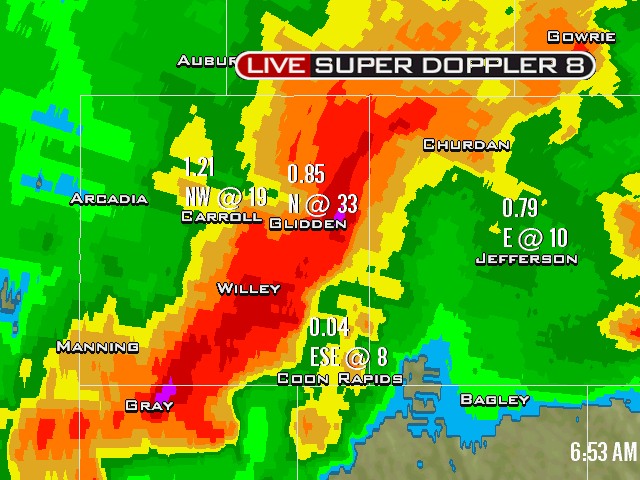 GOWRIE
AUBUR
LIVE SUPER DOPPLER 8
CHURDAN
1.21
NW @ 19
CARROLL
0.85
N @ 33
GLIDDEN
ARCADIA
0.79
E @ 10
JEFFERSON
WILLEY
0.04
ESE @ 8
COON RAPIDS
MANNING
GRAY
BAGLEY
6:53 AM